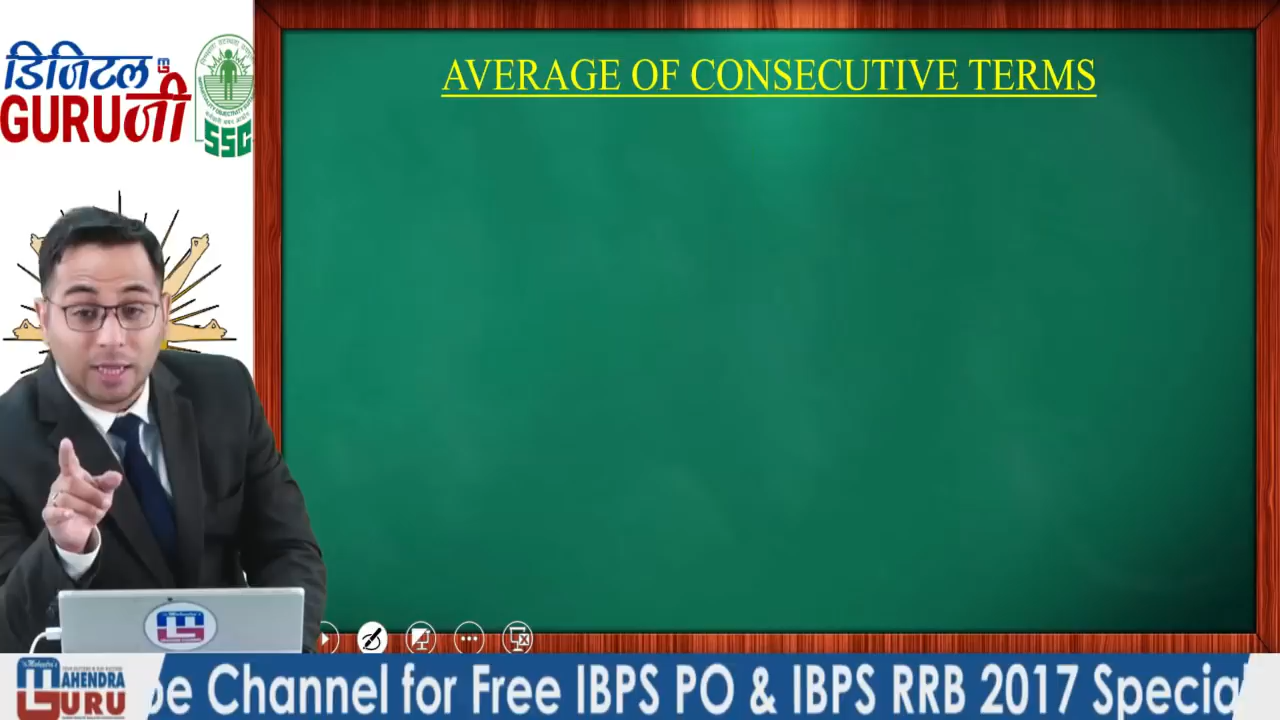 डिजिटल
GURUजी
SSC
AVERAGE OF CONSECUTIVE TERMS
Mahendra's
MAHENDRA
GURU
be Channel for Free IBPS PO & IBPS RRB 2017 Specia